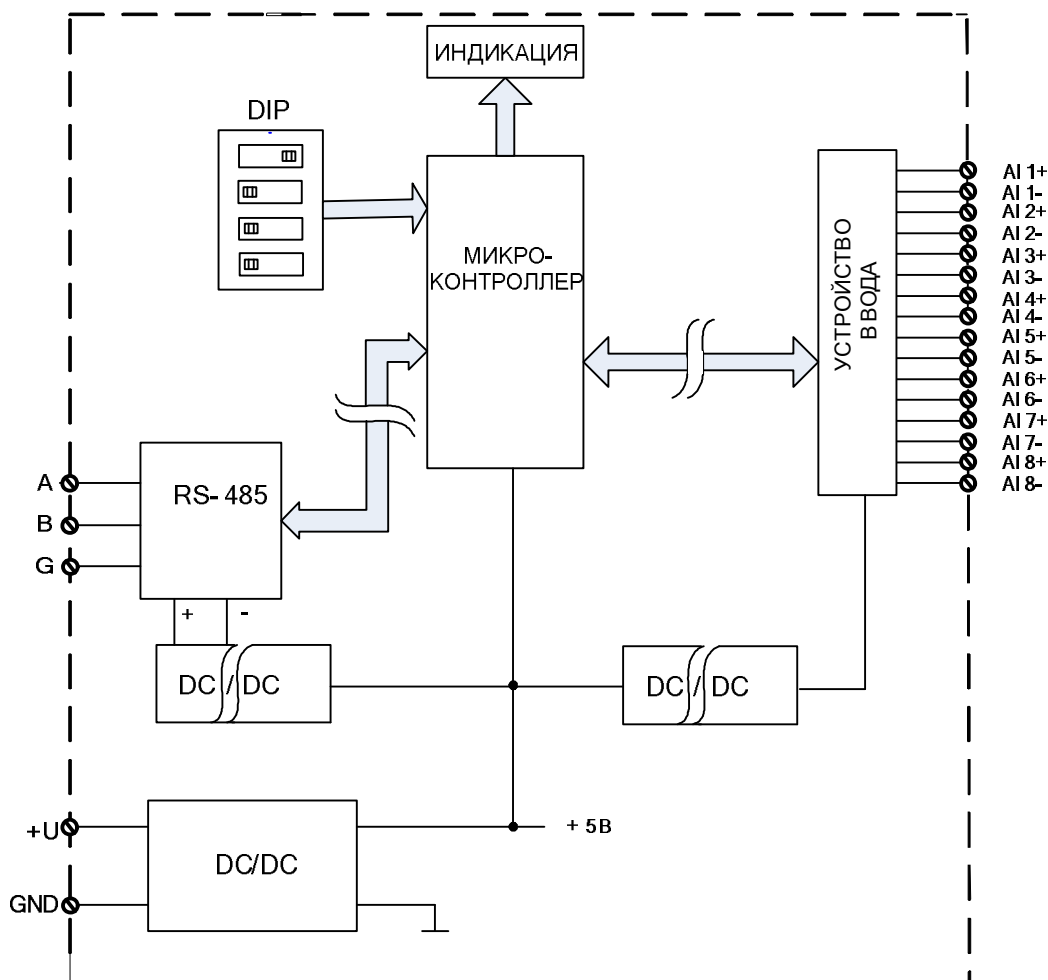 ИНДИКАЦИЯ
DIP
МИКРО-
КОНТРОЛЛЕР
УСТРОЙСТВО
ВВОДА
AI 1+
AI 1-
AI 2+
AI 2-
AI 3+
AI 3-
AI 4+
AI 4-
AI 5+
AI 5-
AI 6+
AI 6-
AI 7+
AI 7-
AI 8+
AI 8-
A
B
G
RS-485
+ -
DC / DC
DC / DC
+U
GND
DC/DC
+ 5В